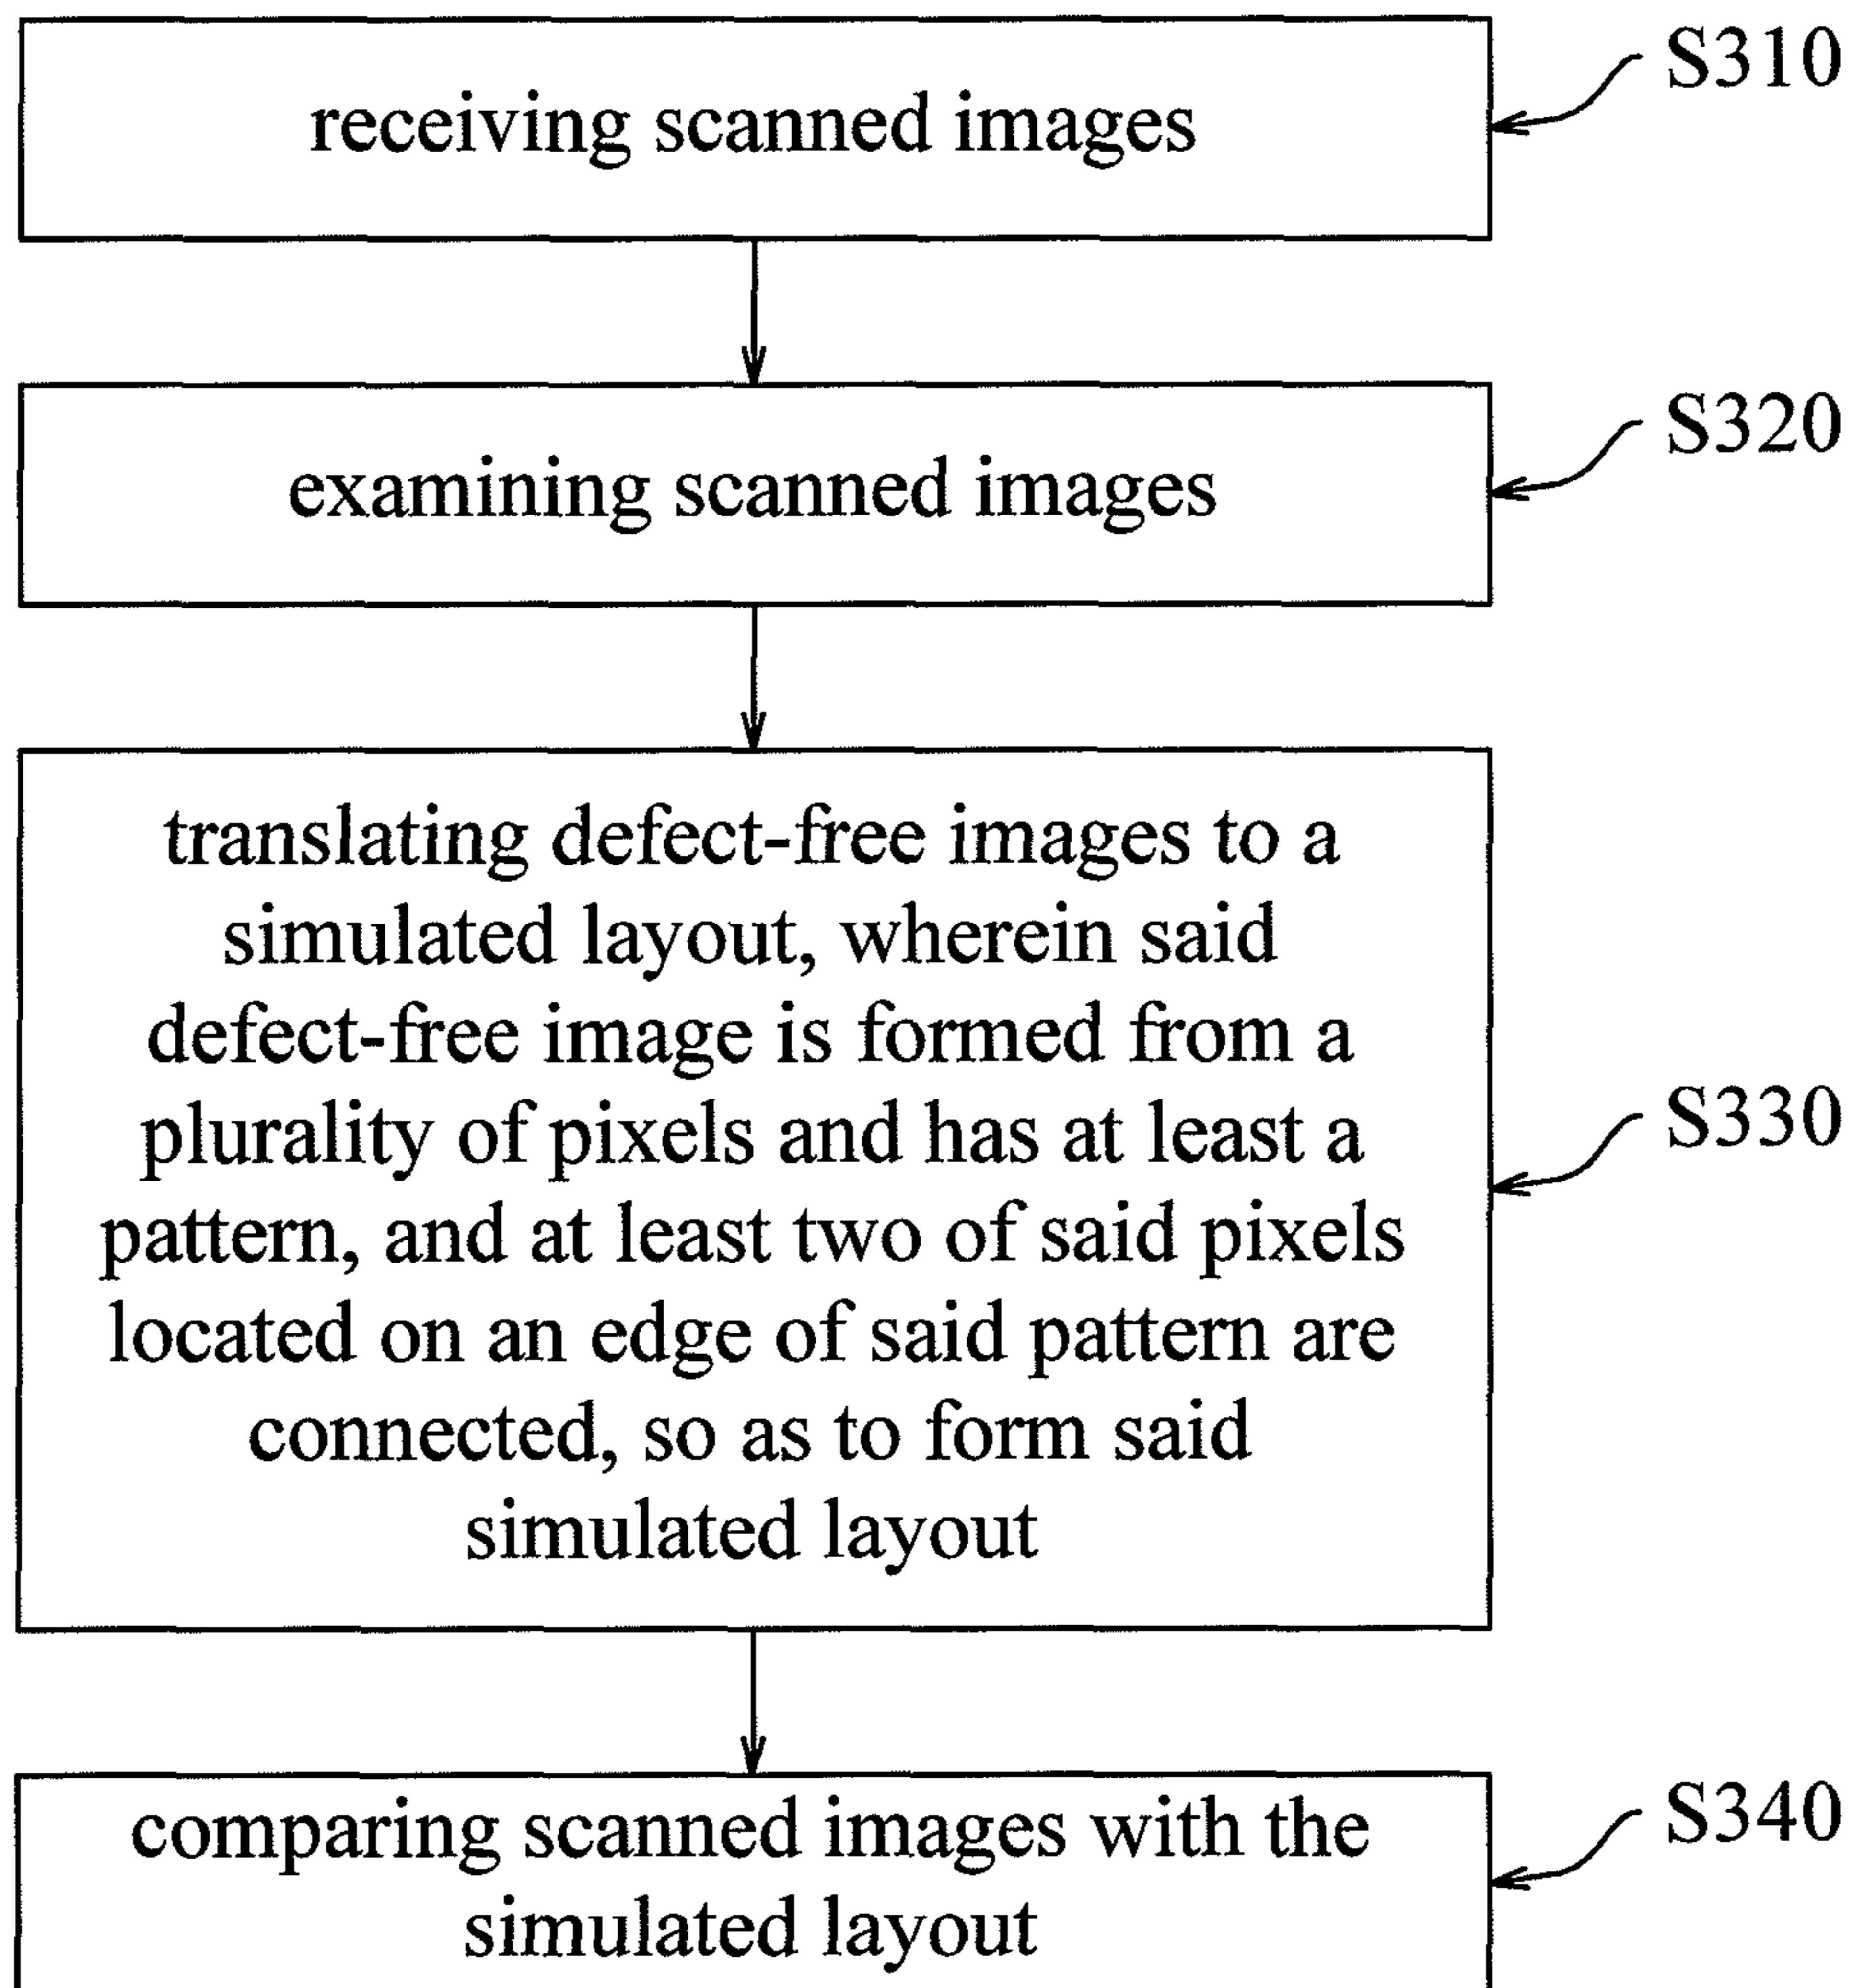 receiving scanned images
S310
examining scanned images
S320
translating defect-free images to a
simulated layout, wherein said
defect-free image is formed from a
plurality of pixels and has at least a
pattern, and at least two of said pixels
located on an edge of said pattern are
connected, so as to form said
simulated layout
S330
comparing scanned images with the
simulated layout
S340